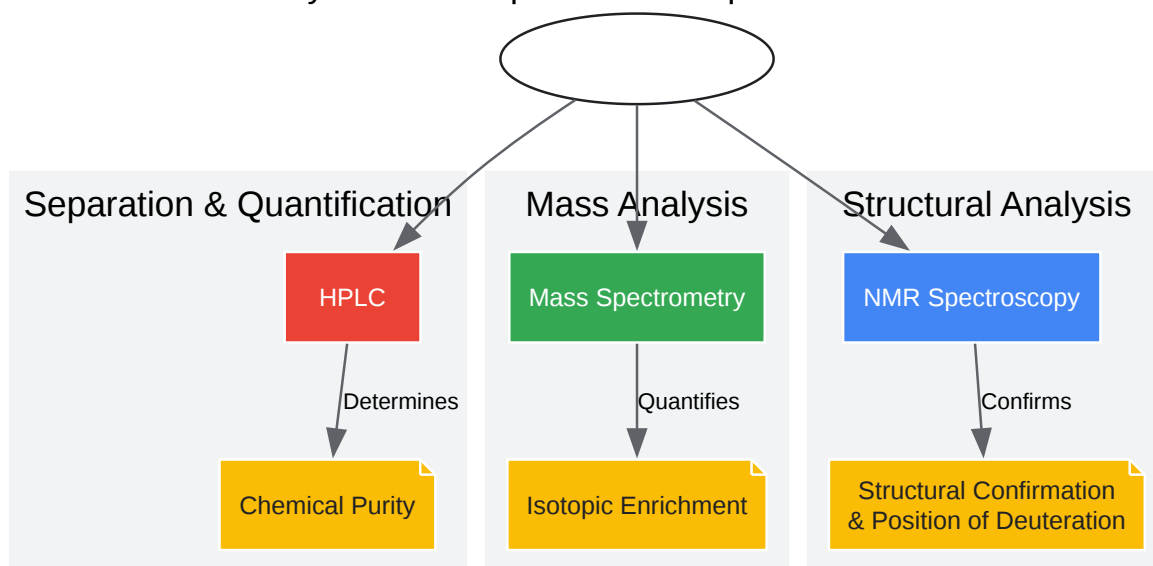 Separation & Quantification
Mass Analysis
Structural Analysis
HPLC
Mass Spectrometry
NMR Spectroscopy
Determines
Quantifies
Confirms
Chemical Purity
Isotopic Enrichment
Structural Confirmation
& Position of Deuteration